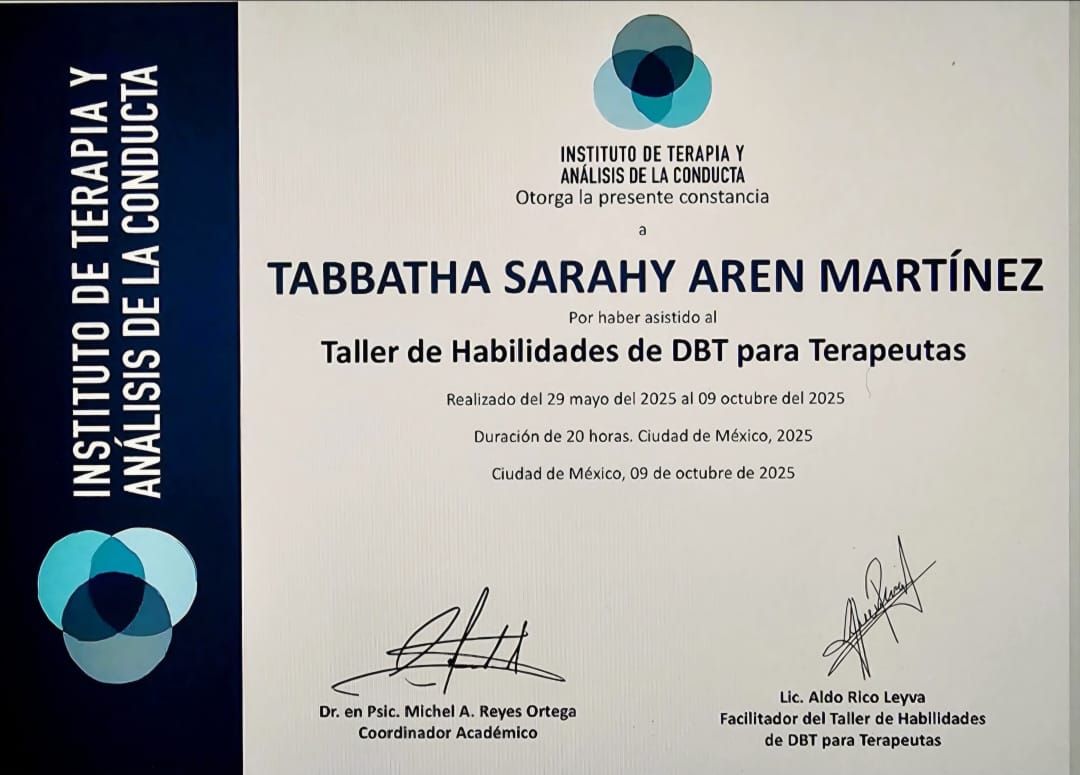 INSTITUTO DE TERAPIA Y
ANÁLISIS DE LA CONDUCTA
INSTITUTO DE TERAPIA Y
ANÁLISIS DE LA CONDUCTA
Otorga la presente constancia
a
TABBATHA SARAHY AREN MARTÍNEZ
Por haber asistido al
Taller de Habilidades de DBT para Terapeutas
Realizado del 29 mayo del 2025 al 09 octubre del 2025
Duración de 20 horas. Ciudad de México, 2025
Ciudad de México, 09 de octubre de 2025
Dr. en Psic. Michel A. Reyes Ortega
Coordinador Académico
Lic. Aldo Rico Leyva
Facilitador del Taller de Habilidades
de DBT para Terapeutas